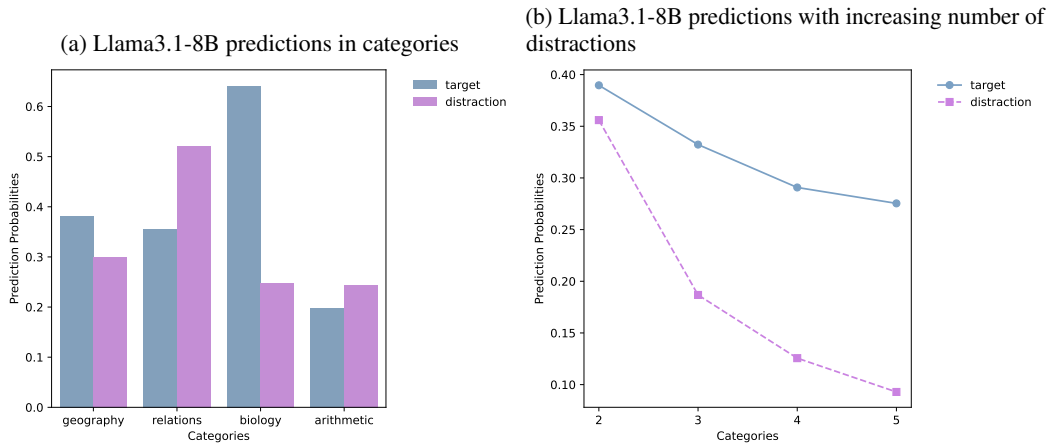 (a) Llama3.1-8B predictions in categories
0.6
0.5
0.4
0.3
0.2
0.1
0.0
Prediction Probabilities
geography
relations
biology
arithmetic
Categories
target
distraction
(b) Llama3.1-8B predictions with increasing number of
distractions
0.40
0.35
0.30
0.25
0.20
0.15
0.10
Prediction Probabilities
2
3
4
5
Categories
target
distraction